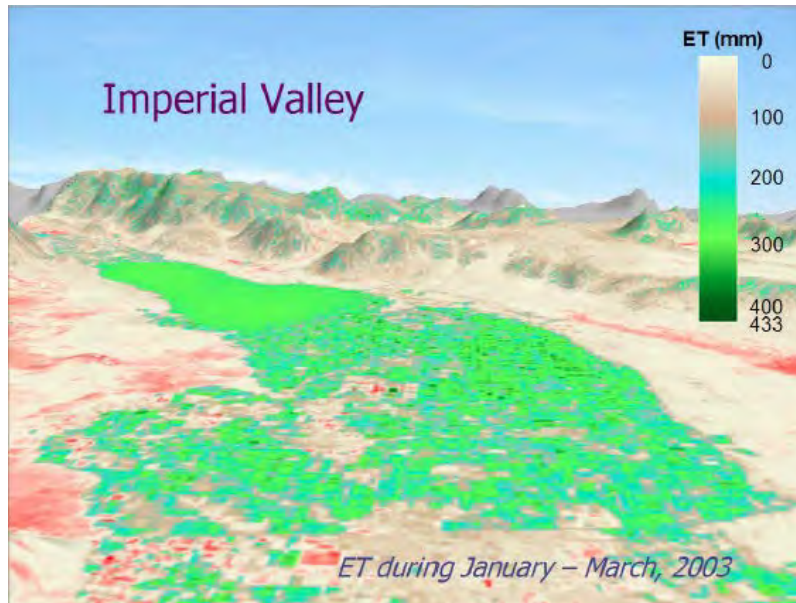 Imperial Valley
ET (mm)
0
100
200
300
400
433
ET during January – March, 2003